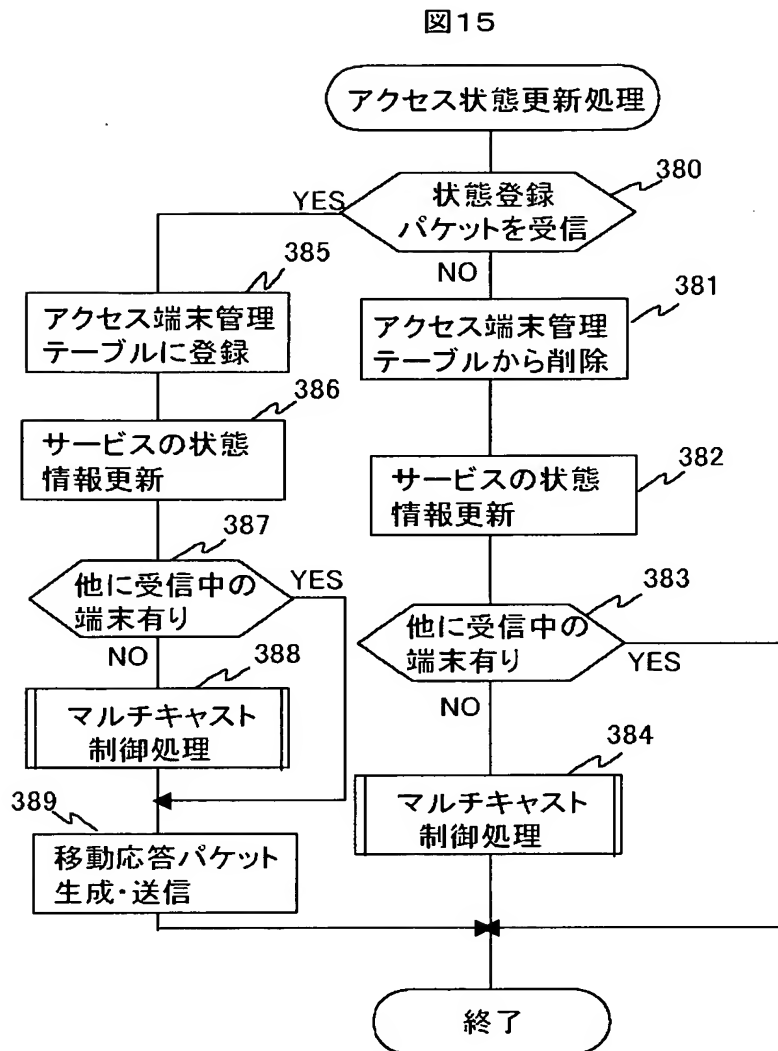 図15
アクセス状態更新処理
380
状態登録
パケットを受信
YES
NO
385
アクセス端末管理
テーブルに登録
381
アクセス端末管理
テーブルから削除
386
サービスの状態
情報更新
382
サービスの状態
情報更新
387
他に受信中の
端末有り
YES
NO
383
他に受信中の
端末有り
YES
NO
388
マルチキャスト
制御処理
384
マルチキャスト
制御処理
389
移動応答パケット
生成・送信
終了